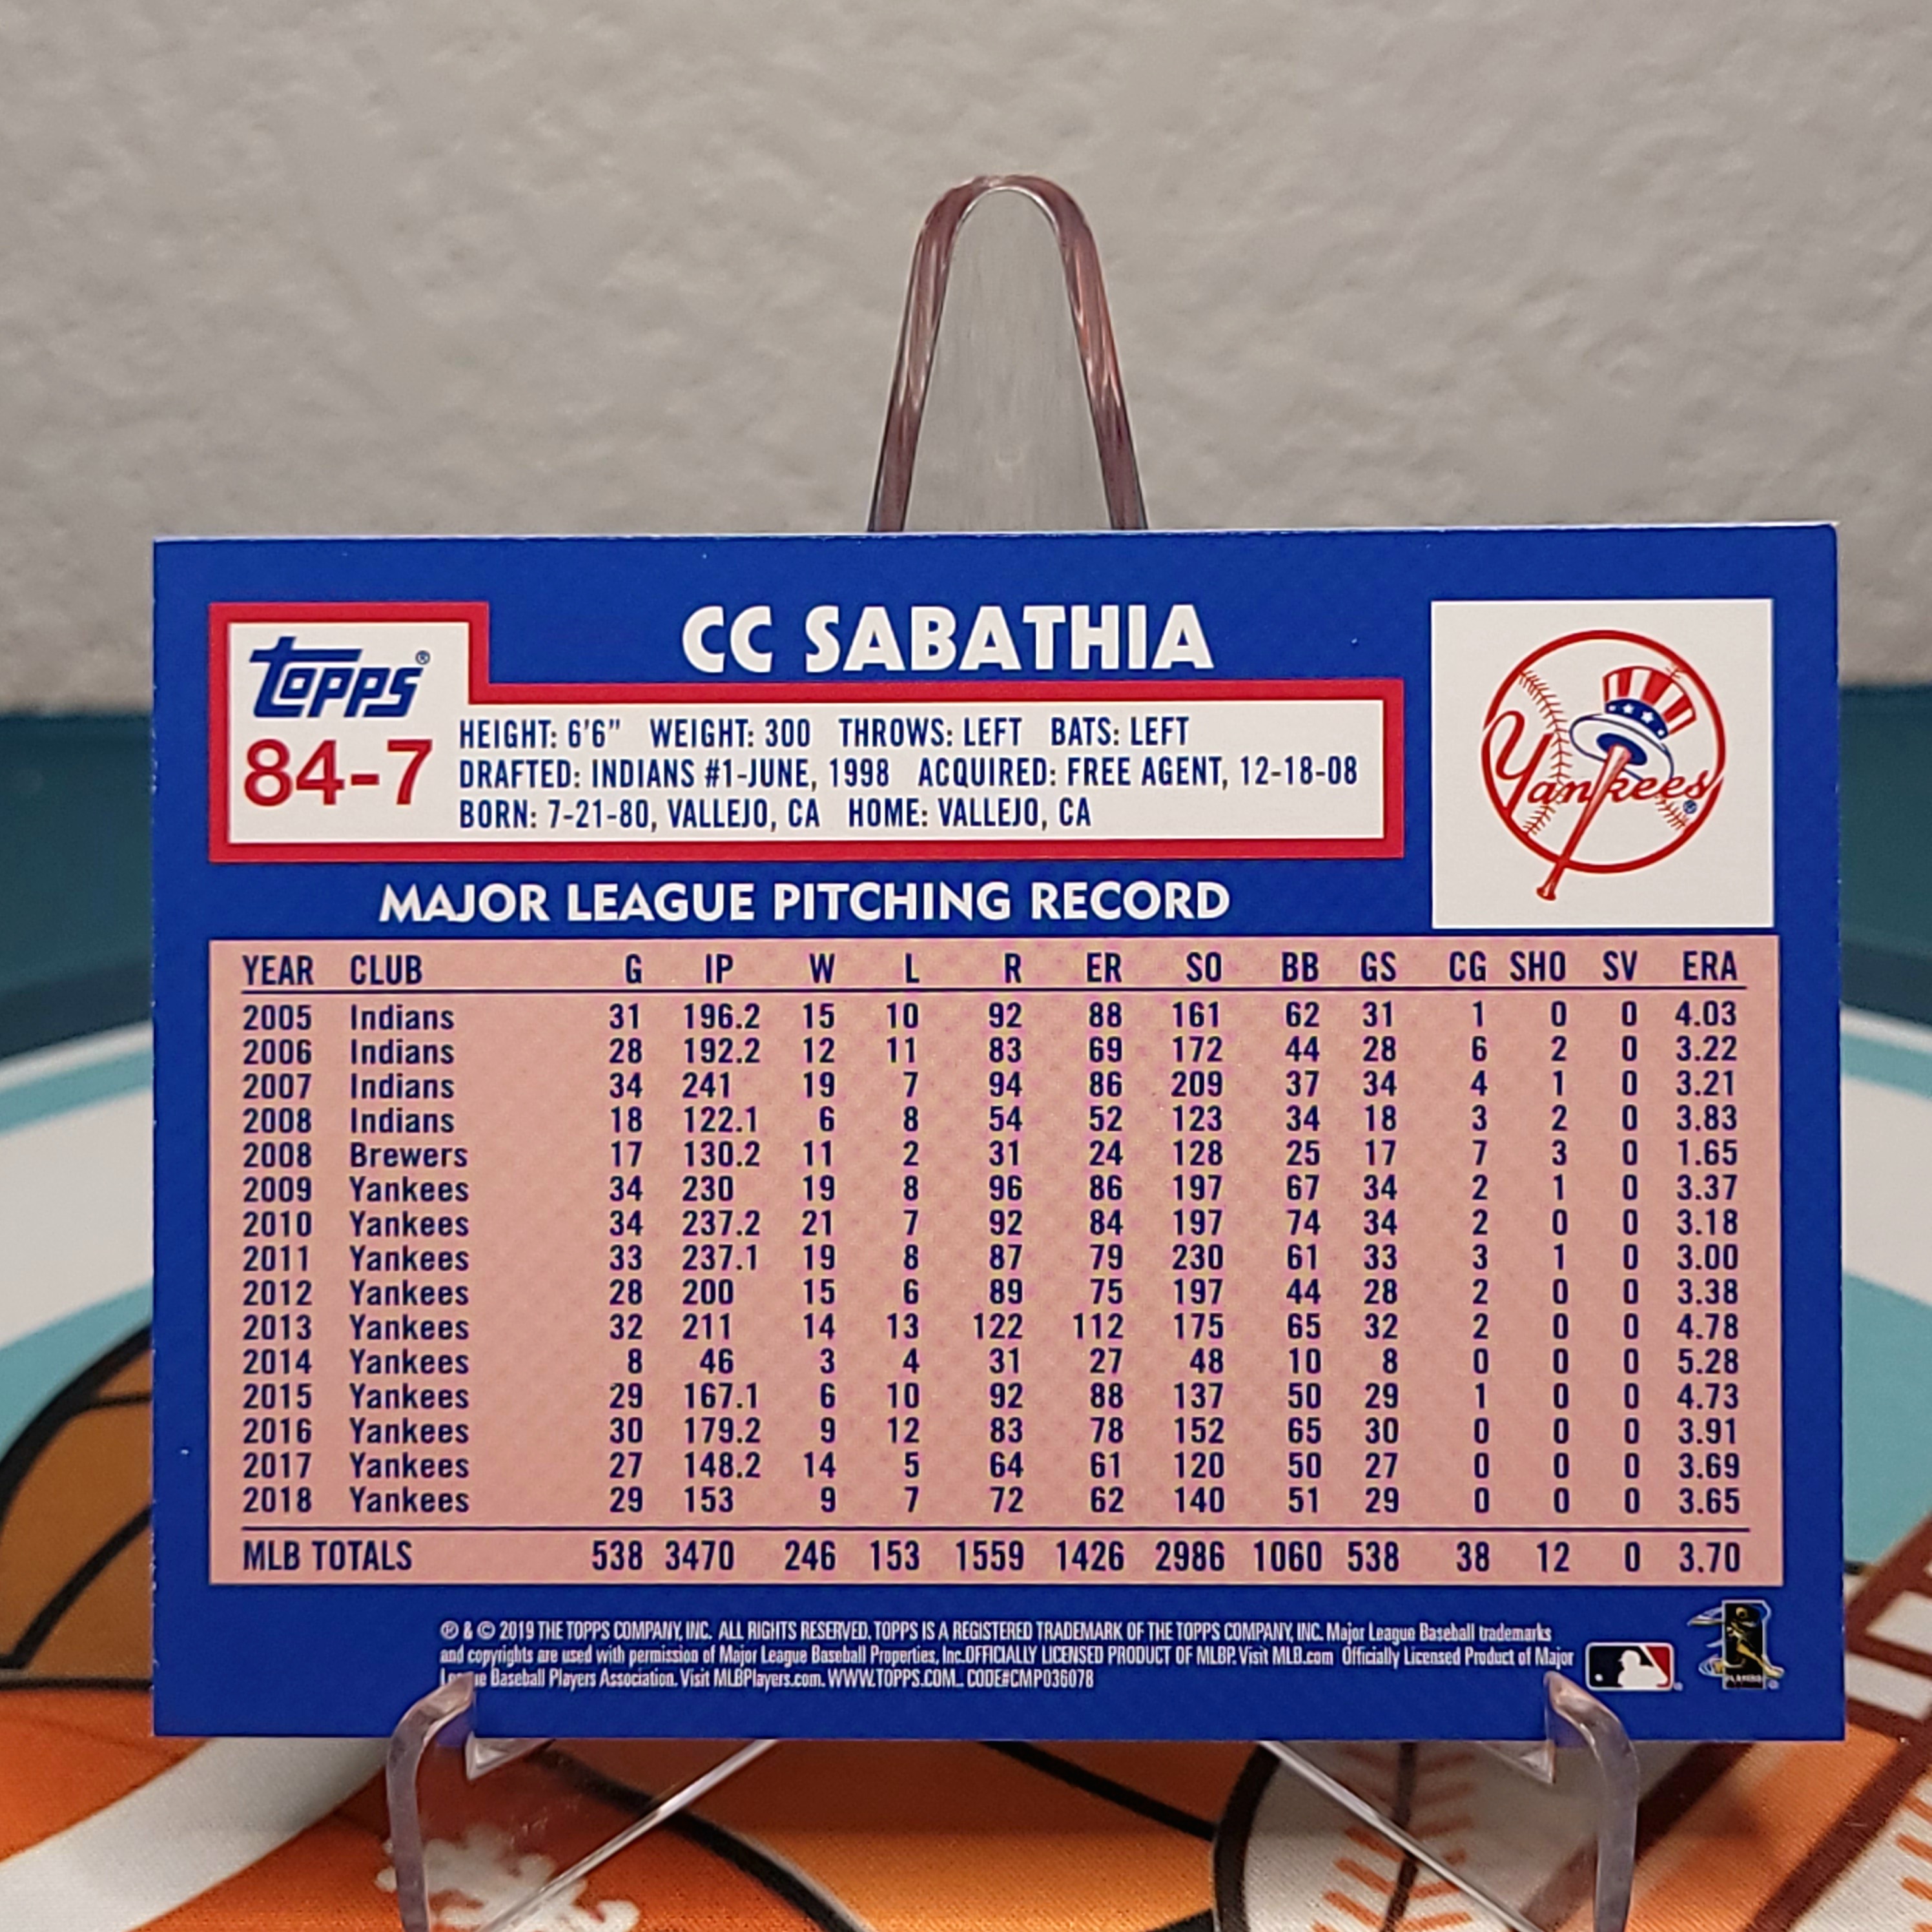 CC SABATHIA
Topps®
84-7
HEIGHT: 6'6" WEIGHT: 300 THROWS: LEFT BATS: LEFT
DRAFTED: INDIANS #1-JUNE, 1998 ACQUIRED: FREE AGENT, 12-18-08
BORN: 7-21-80, VALLEJO, CA HOME: VALLEJO, CA
Yankees®
MAJOR LEAGUE PITCHING RECORD
YEAR CLUB G IP W L R ER SO BB GS CG SHO SV ERA
2005 Indians 31 196.2 15 10 92 88 161 62 31 1 0 0 4.03
2006 Indians 28 192.2 12 11 83 69 172 44 28 6 2 0 3.22
2007 Indians 34 241 19 7 94 86 209 37 34 4 1 0 3.21
2008 Indians 18 122.1 6 8 54 52 123 34 18 3 2 0 3.83
2008 Brewers 17 130.2 11 2 31 24 128 25 17 7 3 0 1.65
2009 Yankees 34 230 19 8 96 86 197 67 34 2 1 0 3.37
2010 Yankees 34 237.2 21 7 92 84 197 74 34 2 0 0 3.18
2011 Yankees 33 237.1 19 8 87 79 230 61 33 3 1 0 3.00
2012 Yankees 28 200 15 6 89 75 197 44 28 2 0 0 3.38
2013 Yankees 32 211 14 13 122 112 175 65 32 2 0 0 4.78
2014 Yankees 8 46 3 4 31 27 48 10 8 0 0 0 5.28
2015 Yankees 29 167.1 6 10 92 88 137 50 29 1 0 0 4.73
2016 Yankees 30 179.2 9 12 83 78 152 65 30 0 0 0 3.91
2017 Yankees 27 148.2 14 5 64 61 120 50 27 0 0 0 3.69
2018 Yankees 29 153 9 7 72 62 140 51 29 0 0 0 3.65
MLB TOTALS 538 3470 246 153 1559 1426 2986 1060 538 38 12 0 3.70
℗ & © 2019 THE TOPPS COMPANY, INC. ALL RIGHTS RESERVED. TOPPS IS A REGISTERED TRADEMARK OF THE TOPPS COMPANY, INC. Major League Baseball trademarks
and copyrights are used with permission of Major League Baseball Properties, Inc.OFFICIALLY LICENSED PRODUCT OF MLBP. Visit MLB.com Officially Licensed Product of Major
League Baseball Players Association. Visit MLBPlayers.com. WWW.TOPPS.COM.. CODE#CMP036078
PLAYERS